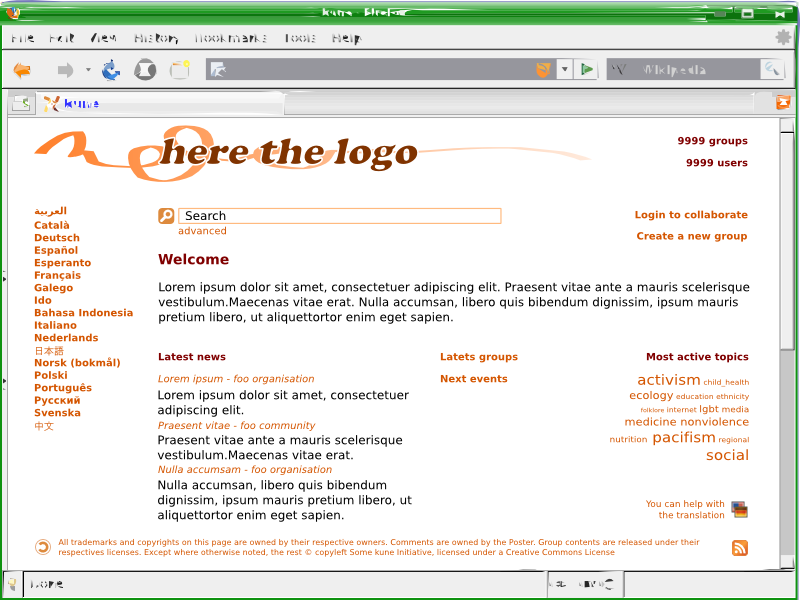 kune - Firefox
File Edit View History Bookmarks Tools Help
Wikipedia
kune
here the logo
9999 groups
9999 users
العربية
Català
Deutsch
Español
Esperanto
Français
Galego
Ido
Bahasa Indonesia
Italiano
Nederlands
日本語
Norsk (bokmål)
Polski
Português
Русский
Svenska
中文
Search
advanced
Login to collaborate
Create a new group
Welcome
Lorem ipsum dolor sit amet, consectetuer adipiscing elit. Praesent vitae ante a mauris scelerisque
vestibulum.Maecenas vitae erat. Nulla accumsan, libero quis bibendum dignissim, ipsum mauris
pretium libero, ut aliquettortor enim eget sapien.
Latest news
Lorem ipsum - foo organisation
Lorem ipsum dolor sit amet, consectetuer
adipiscing elit.
Praesent vitae - foo community
Praesent vitae ante a mauris scelerisque
vestibulum.Maecenas vitae erat.
Nulla accumsam - foo organisation
Nulla accumsan, libero quis bibendum
dignissim, ipsum mauris pretium libero, ut
aliquettortor enim eget sapien.
Latets groups
Next events
Most active topics
activism child_health
ecology education ethnicity
folklore internet lgbt media
medicine nonviolence
nutrition pacifism regional
social
You can help with
the translation
All trademarks and copyrights on this page are owned by their respective owners. Comments are owned by the Poster. Group contents are released under their
respectives licenses. Except where otherwise noted, the rest © copyleft Some kune Initiative, licensed under a Creative Commons License
Done